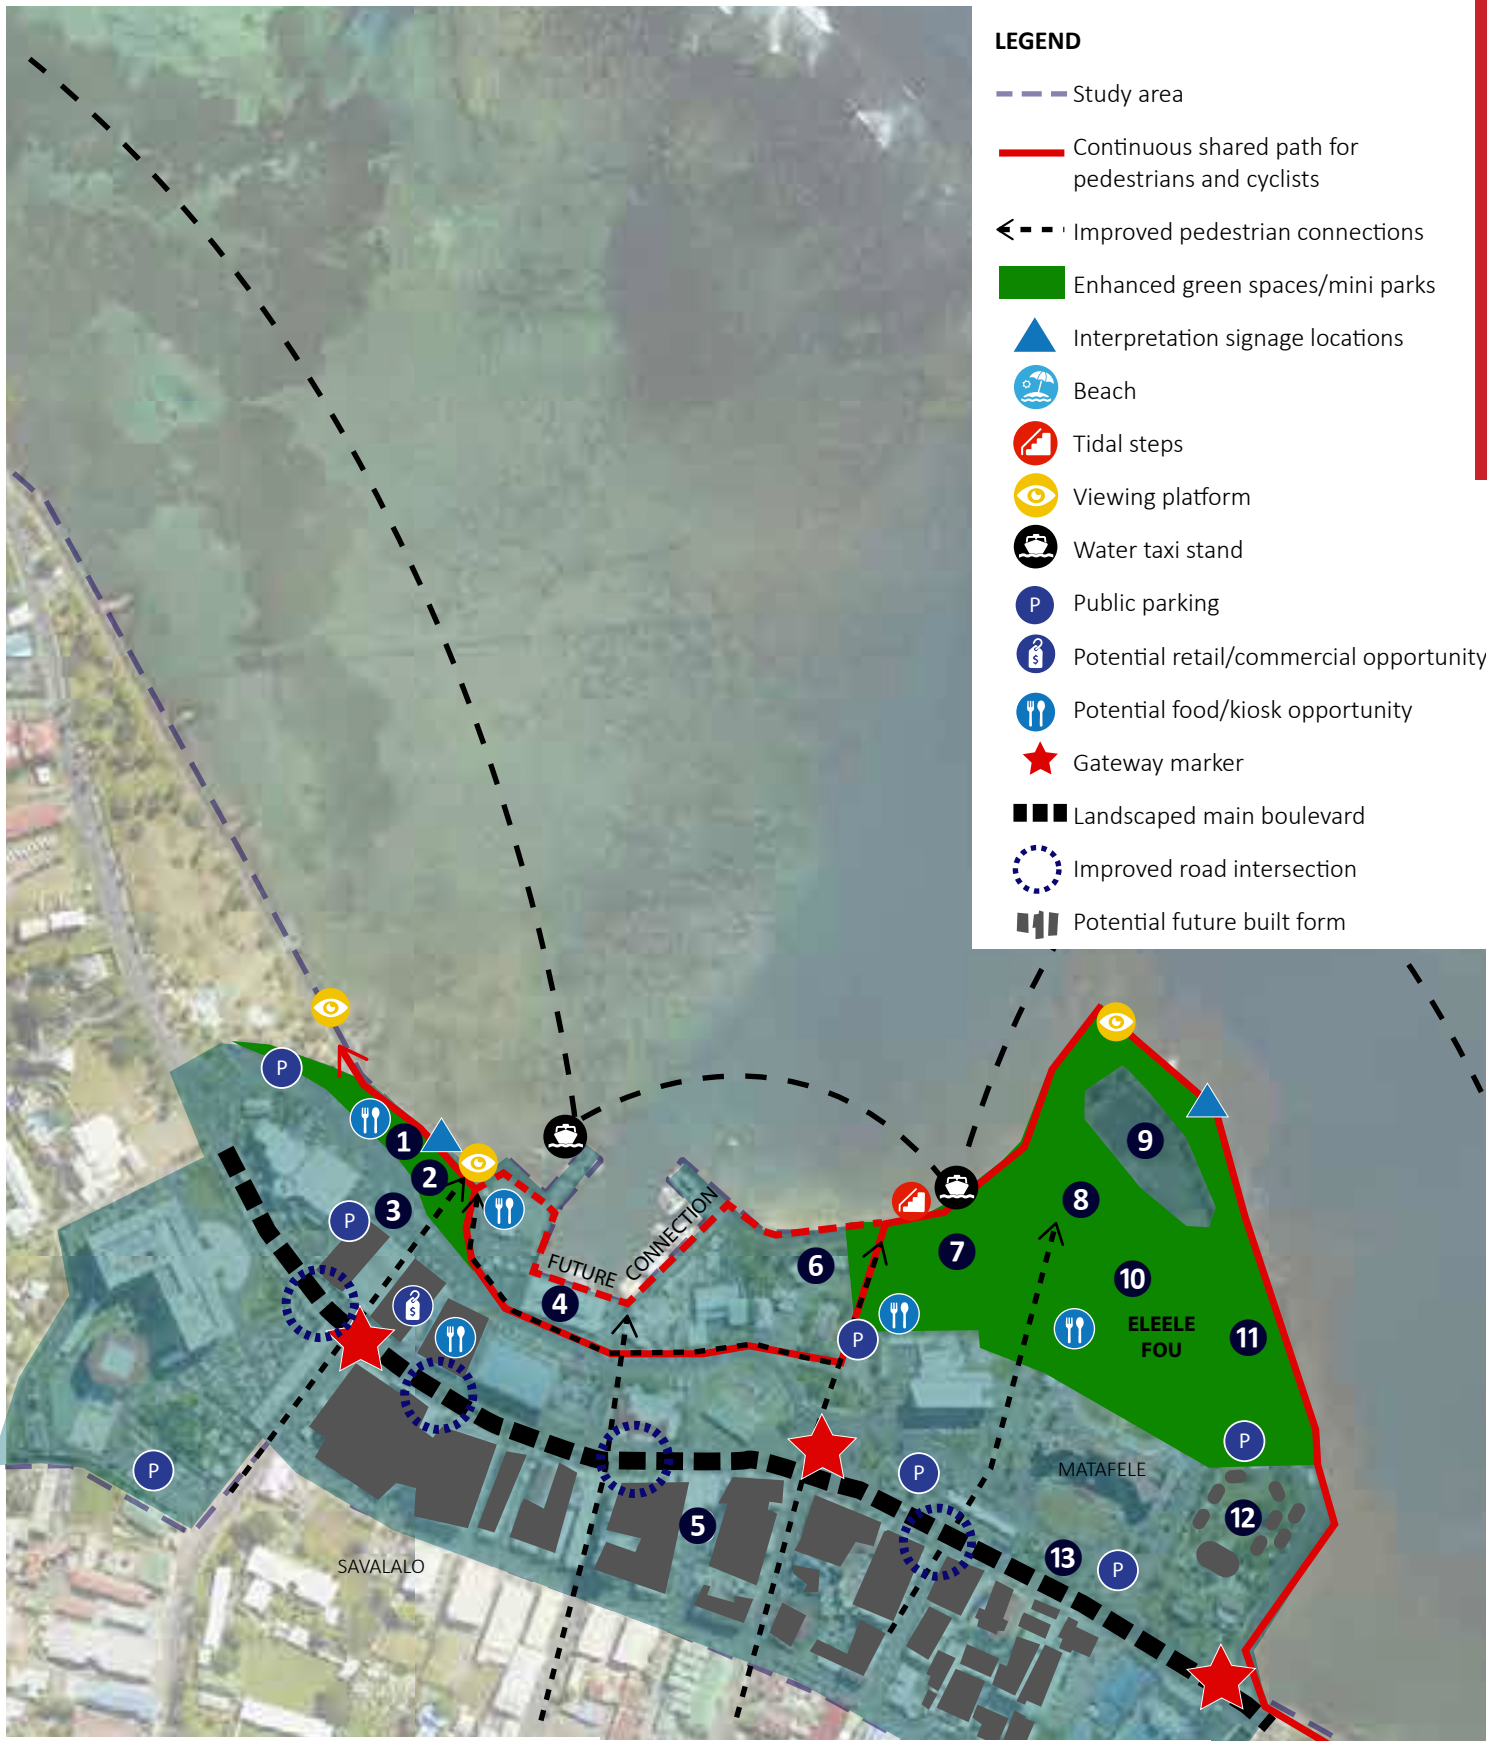 LEGEND
Study area
Continuous shared path for
pedestrians and cyclists
Improved pedestrian connections
Enhanced green spaces/mini parks
Interpretation signage locations
Beach
Tidal steps
Viewing platform
Water taxi stand
P Public parking
$ Potential retail/commercial opportunity
Potential food/kiosk opportunity
Gateway marker
Landscaped main boulevard
Improved road intersection
Potential future built form
P
1
2
3
P
9
8
7
6
10
11
FUTURE CONNECTION
4
$
P
ELEELE
FOU
P
P
P
MATAFELE
5
12
13
P
SAVALALO